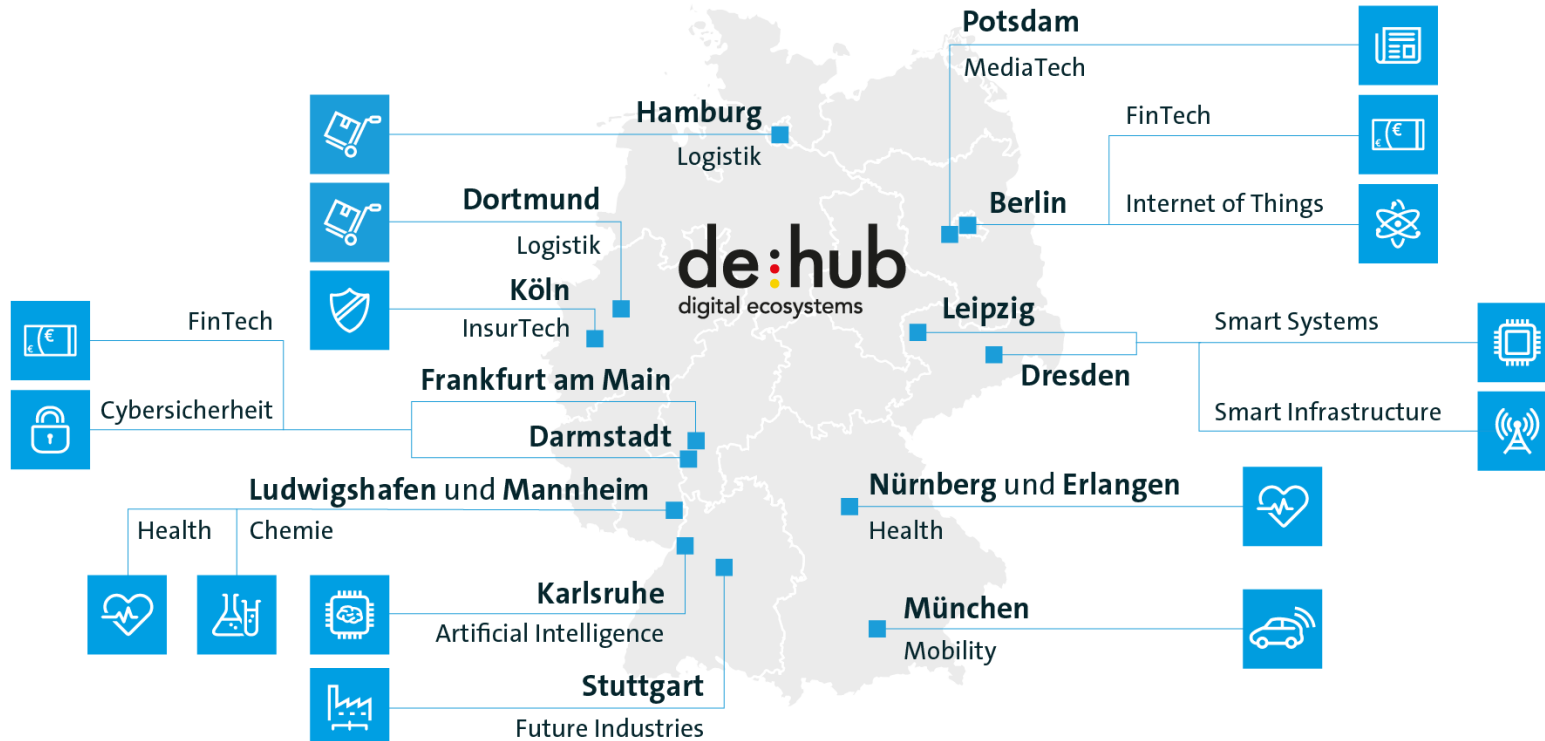 Potsdam
MediaTech
Hamburg
Logistik
FinTech
Dortmund
Logistik
Berlin
Internet of Things
de:hub
digital ecosystems
Köln
InsurTech
FinTech
Leipzig
Smart Systems
Frankfurt am Main
Dresden
Cybersicherheit
Darmstadt
Smart Infrastructure
Ludwigshafen und Mannheim
Health
Chemie
Nürnberg und Erlangen
Health
Karlsruhe
Artificial Intelligence
München
Mobility
Stuttgart
Future Industries
€ €
€ €